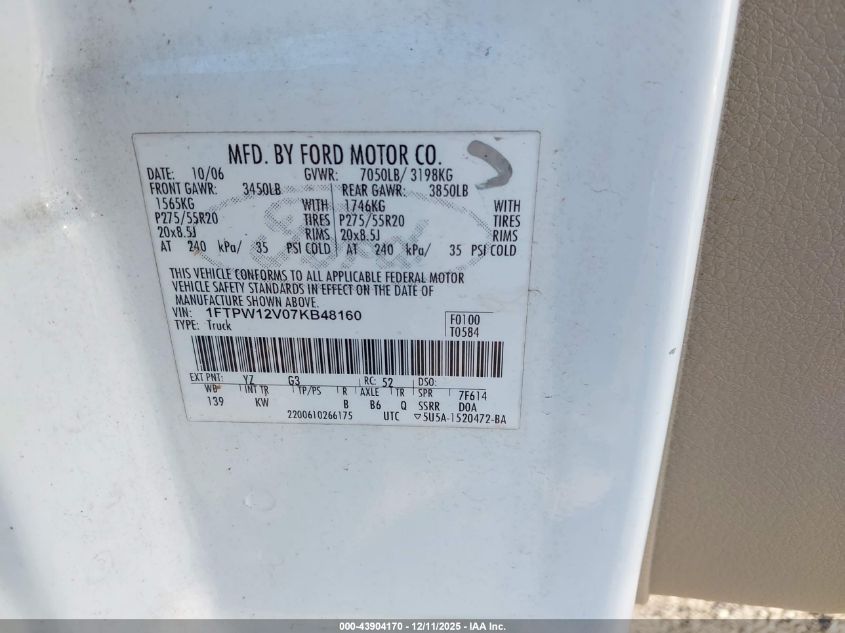 MFD. BY FORD MOTOR CO.
DATE: 10/06 GVWR: 7050LB/ 3198KG
FRONT GAWR: 3450LB REAR GAWR: 3850LB
1565KG WITH 1746KG WITH
P275/55R20 TIRES P275/55R20 TIRES
20x8.5J RIMS 20x8.5J RIMS
AT 240 kPa/ 35 PSI COLD AT 240 kPa/ 35 PSI COLD
Ford
THIS VEHICLE CONFORMS TO ALL APPLICABLE FEDERAL MOTOR
VEHICLE SAFETY STANDARDS IN EFFECT ON THE DATE OF
MANUFACTURE SHOWN ABOVE.
VIN: 1FTPW12V07KB48160 F0100
TYPE: Truck T0584
EXT PNT: YZ G3 RC: 52 DSO:
WB INT TR TP/PS R AXLE TR SPR 7F614
139 KW B B6 Q SSRR DOA
2200610266175 UTC ▽5U5A-1520472-BA
000-43904170 - 12/11/2025 - IAA Inc.